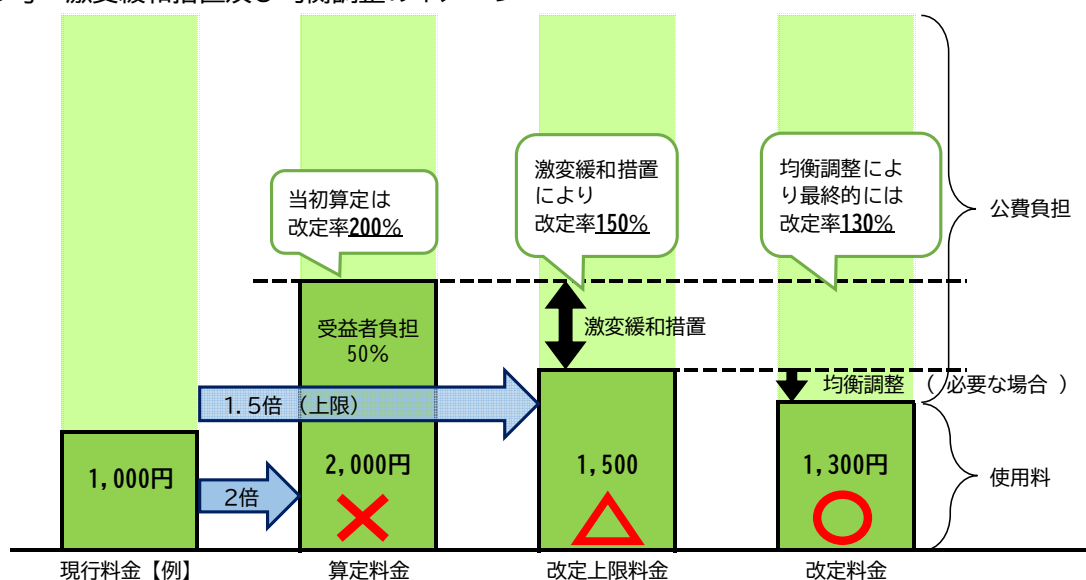 激変緩和措置及び均衡調整のイメージ
当初算定は
改定率200%
激変緩和措置
により
改定率150%
均衡調整によ
り最終的には
改定率130%
公費負担
受益者負担
50%
激変緩和措置
均衡調整 ( 必要な場合 )
1.5倍 (上限)
1,000円
2倍
2,000円
1,500
1,300円
使用料
現行料金【例】
算定料金
改定上限料金
改定料金